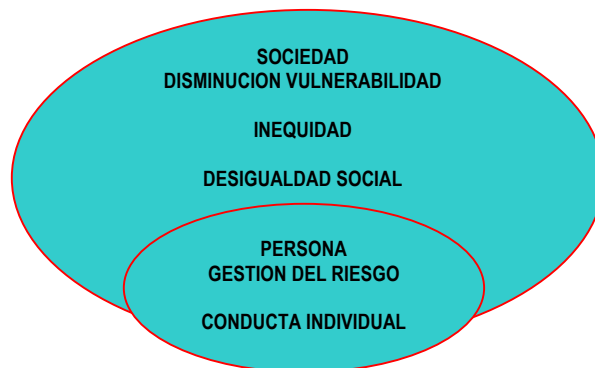 SOCIEDAD
DISMINUCION VULNERABILIDAD
INEQUIDAD
DESIGUALDAD SOCIAL
PERSONA
GESTION DEL RIESGO
CONDUCTA INDIVIDUAL